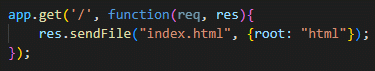 app.get('/', function(req, res){
    res.sendFile("index.html", {root: "html"});
});